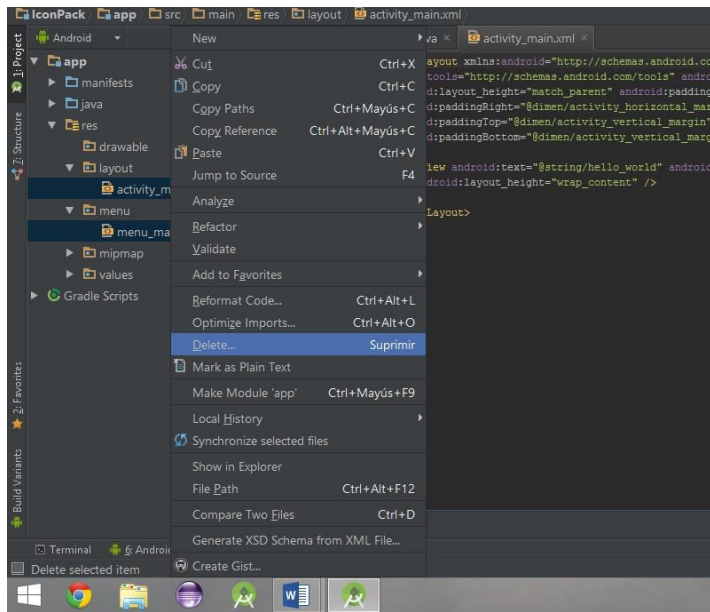 IconPack app src main res layout activity_main.xml
Android
va × activity_main.xml ×
1: Project
7: Structure
2: Favorites
Build Variants
app
manifests
java
res
drawable
layout
activity_m
menu
menu_ma
mipmap
values
Gradle Scripts
New
Cut Ctrl+X
Copy Ctrl+C
Copy Paths Ctrl+Mayús+C
Copy Reference Ctrl+Alt+Mayús+C
Paste Ctrl+V
Jump to Source F4
Analyze
Refactor
Validate
Add to Favorites
Reformat Code... Ctrl+Alt+L
Optimize Imports... Ctrl+Alt+O
Delete... Suprimir
Mark as Plain Text
Make Module 'app' Ctrl+Mayús+F9
Local History
Synchronize selected files
Show in Explorer
File Path Ctrl+Alt+F12
Compare Two Files Ctrl+D
Generate XSD Schema from XML File...
Create Gist...
ayout xmlns:android="http://schemas.android.co
tools="http://schemas.android.com/tools" andro
d:layout_height="match_parent" android:padding
d:paddingRight="@dimen/activity_horizontal_mar
d:paddingTop="@dimen/activity_vertical_margin"
d:paddingBottom="@dimen/activity_vertical_marg
iew android:text="@string/hello_world" android
droid:layout_height="wrap_content" />
Layout>
Terminal 6: Androi
Delete selected item